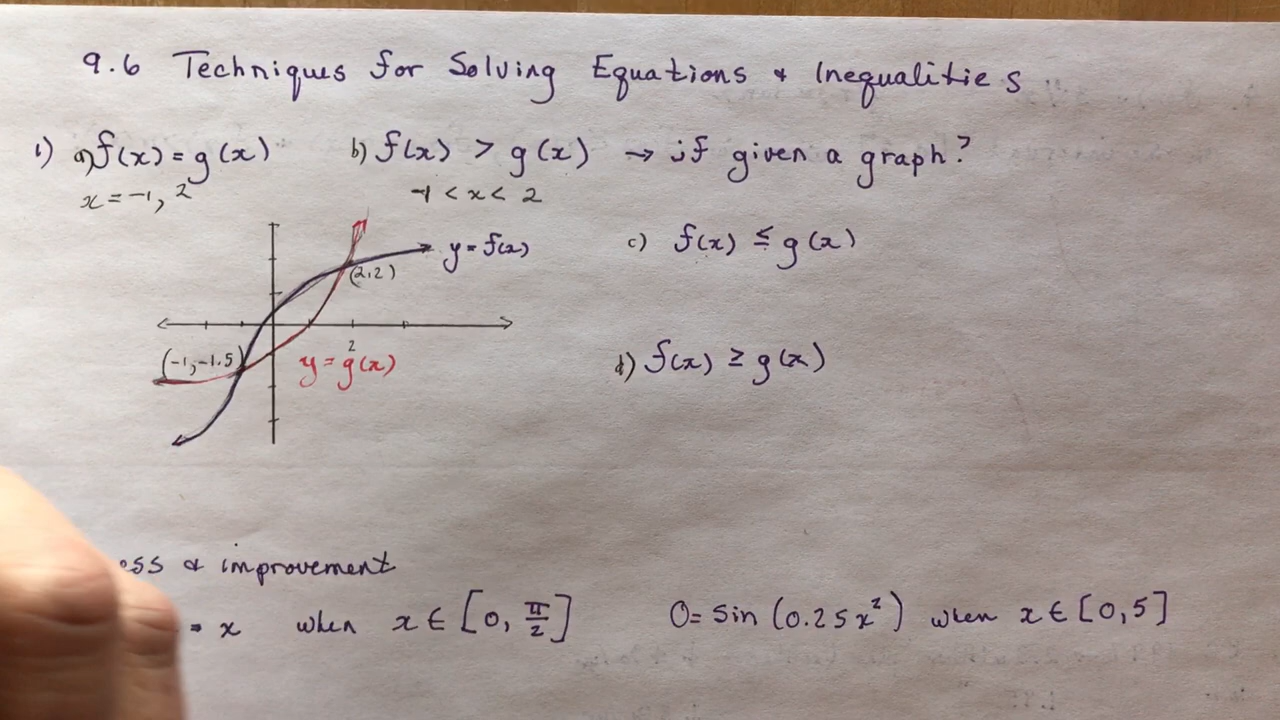 9.6 Techniques for Solving Equations & Inequalities
1) a) f(x) = g(x) b) f(x) > g(x) → if given a graph?
x = -1, 2 -1 < x < 2
y = f(x) c) f(x) ≤ g(x)
(2,2)
2
(-1,-1.5) y = g(x) d) f(x) ≥ g(x)
ess & improvement
= x when x ∈ [0, π/2] 0 = sin (0.25x²) when x ∈ [0,5]